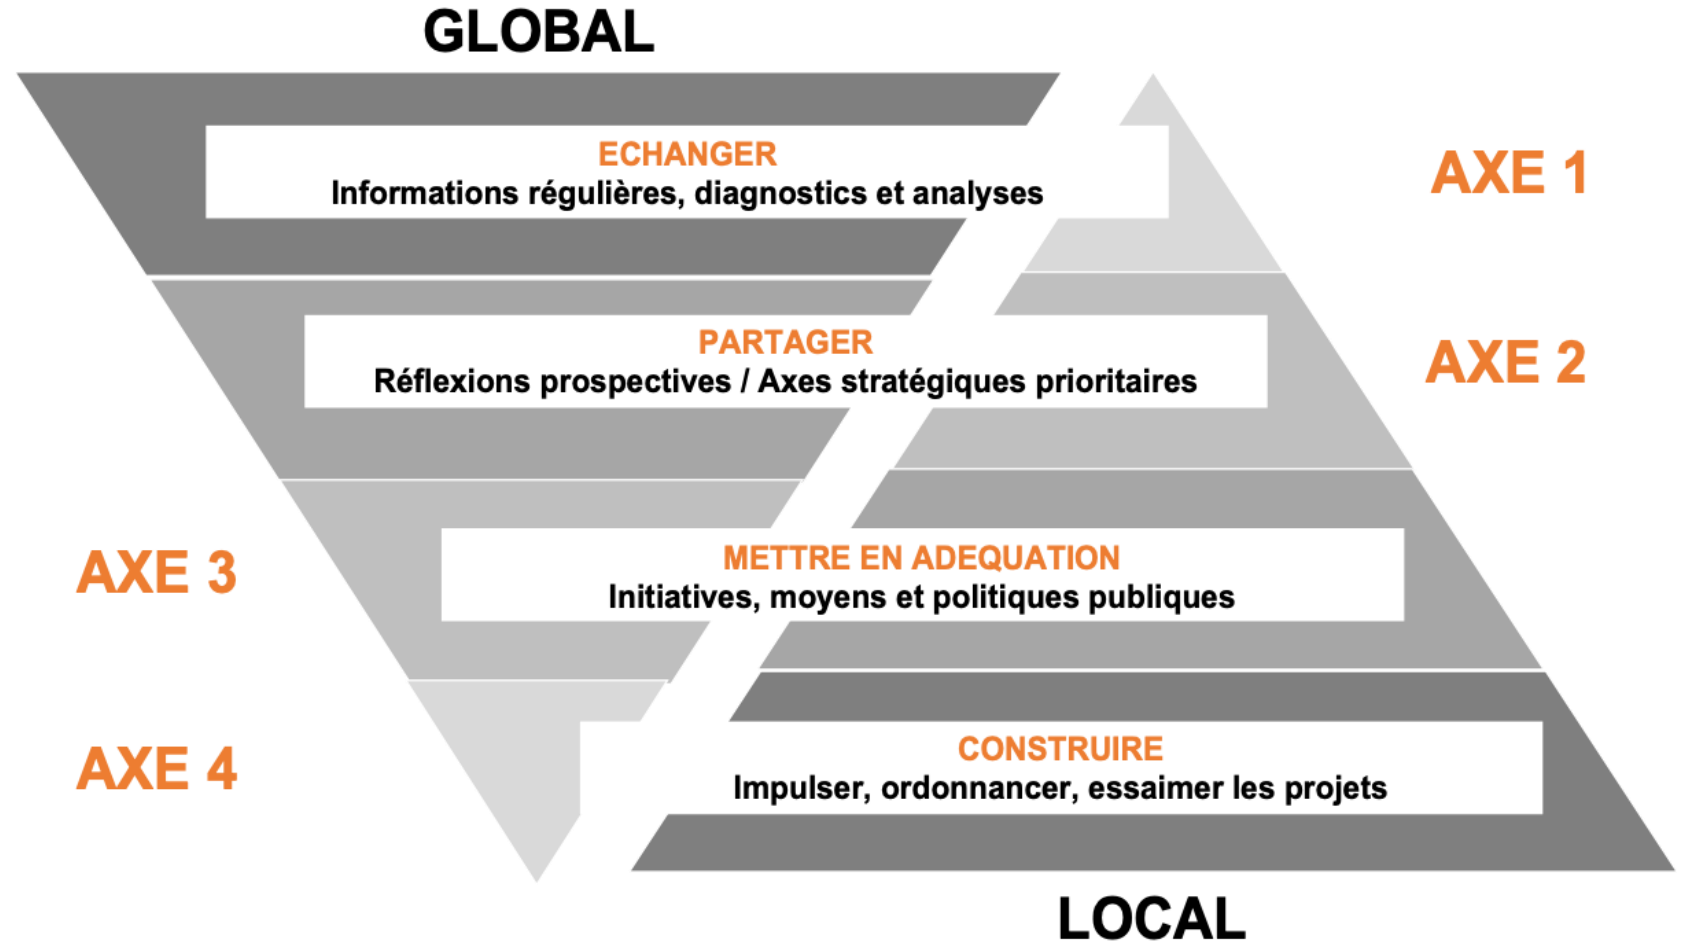 GLOBAL
ECHANGER
Informations régulières, diagnostics et analyses
AXE 1
PARTAGER
Réflexions prospectives / Axes stratégiques prioritaires
AXE 2
METTRE EN ADEQUATION
Initiatives, moyens et politiques publiques
AXE 3
CONSTRUIRE
Impulser, ordonnancer, essaimer les projets
AXE 4
LOCAL